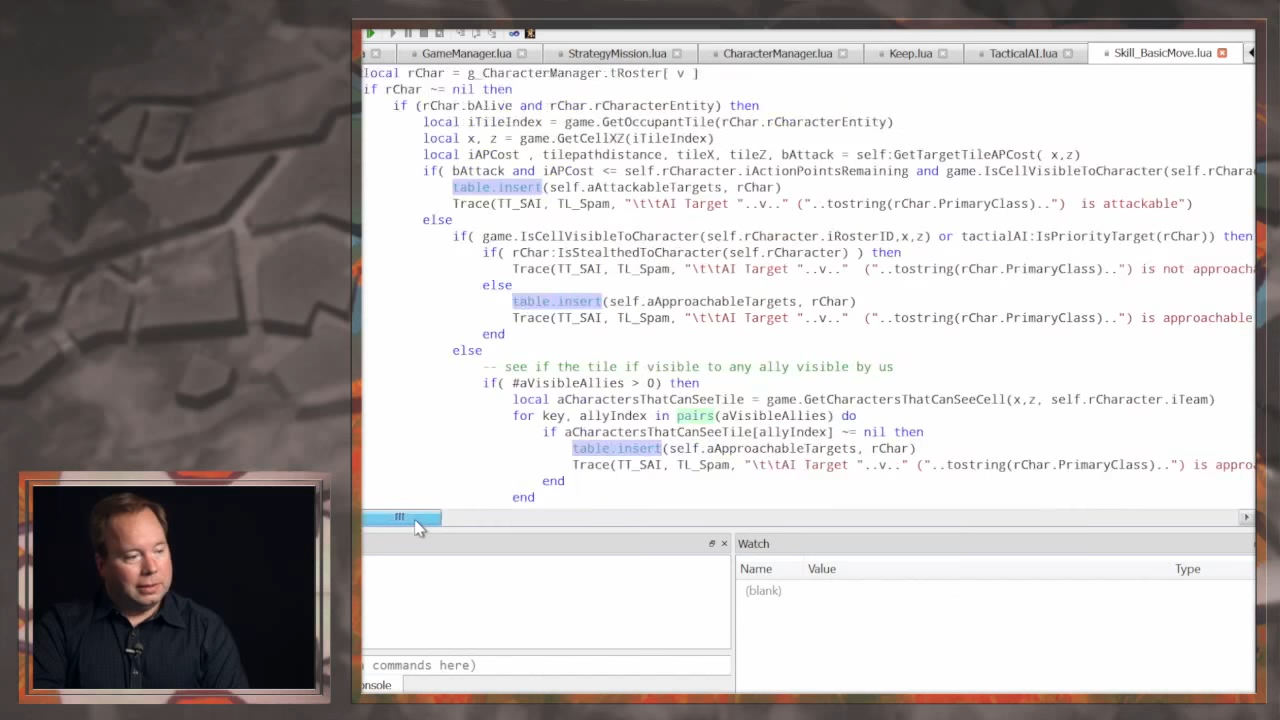 GameManager.lua StrategyMission.lua CharacterManager.lua Keep.lua TacticalAI.lua Skill_BasicMove.lua
local rChar = g_CharacterManager.tRoster[ v ]
if rChar ~= nil then
if (rChar.bAlive and rChar.rCharacterEntity) then
local iTileIndex = game.GetOccupantTile(rChar.rCharacterEntity)
local x, z = game.GetCellXZ(iTileIndex)
local iAPCost , tilepathdistance, tileX, tileZ, bAttack = self:GetTargetTileAPCost( x,z)
if( bAttack and iAPCost <= self.rCharacter.iActionPointsRemaining and game.IsCellVisibleToCharacter(self.rChara
table.insert(self.aAttackableTargets, rChar)
Trace(TT_SAI, TL_Spam, "\t\tAI Target "..v.." ("..tostring(rChar.PrimaryClass)..") is attackable")
else
if( game.IsCellVisibleToCharacter(self.rCharacter.iRosterID,x,z) or tactialAI:IsPriorityTarget(rChar)) then
if( rChar:IsStealthedToCharacter(self.rCharacter) ) then
Trace(TT_SAI, TL_Spam, "\t\tAI Target "..v.." ("..tostring(rChar.PrimaryClass)..") is not approacha
else
table.insert(self.aApproachableTargets, rChar)
Trace(TT_SAI, TL_Spam, "\t\tAI Target "..v.." ("..tostring(rChar.PrimaryClass)..") is approachable
end
else
-- see if the tile if visible to any ally visible by us
if( #aVisibleAllies > 0) then
local aCharactersThatCanSeeTile = game.GetCharactersThatCanSeeCell(x,z, self.rCharacter.iTeam)
for key, allyIndex in pairs(aVisibleAllies) do
if aCharactersThatCanSeeTile[allyIndex] ~= nil then
table.insert(self.aApproachableTargets, rChar)
Trace(TT_SAI, TL_Spam, "\t\tAI Target "..v.." ("..tostring(rChar.PrimaryClass)..") is appro
end
end
Watch
Name Value Type
(blank)
commands here)
onsole